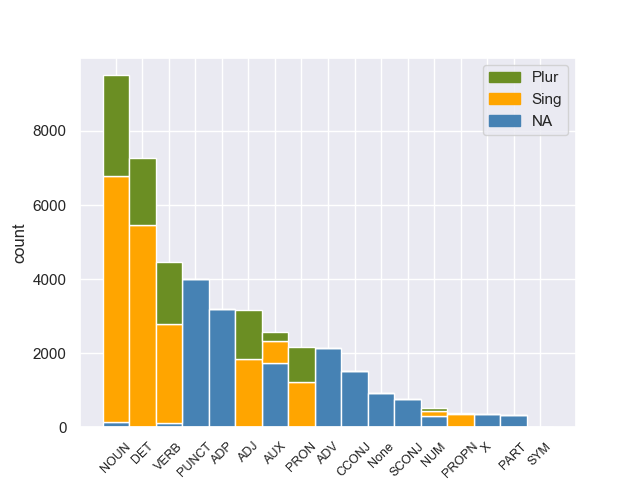 Plur
Sing
NA
8000
6000
4000
2000
0
count
NOUN
DET
VERB
PUNCT
ADP
ADJ
AUX
PRON
ADV
CCONJ
None
SCONJ
NUM
PROPN
X
PART
SYM